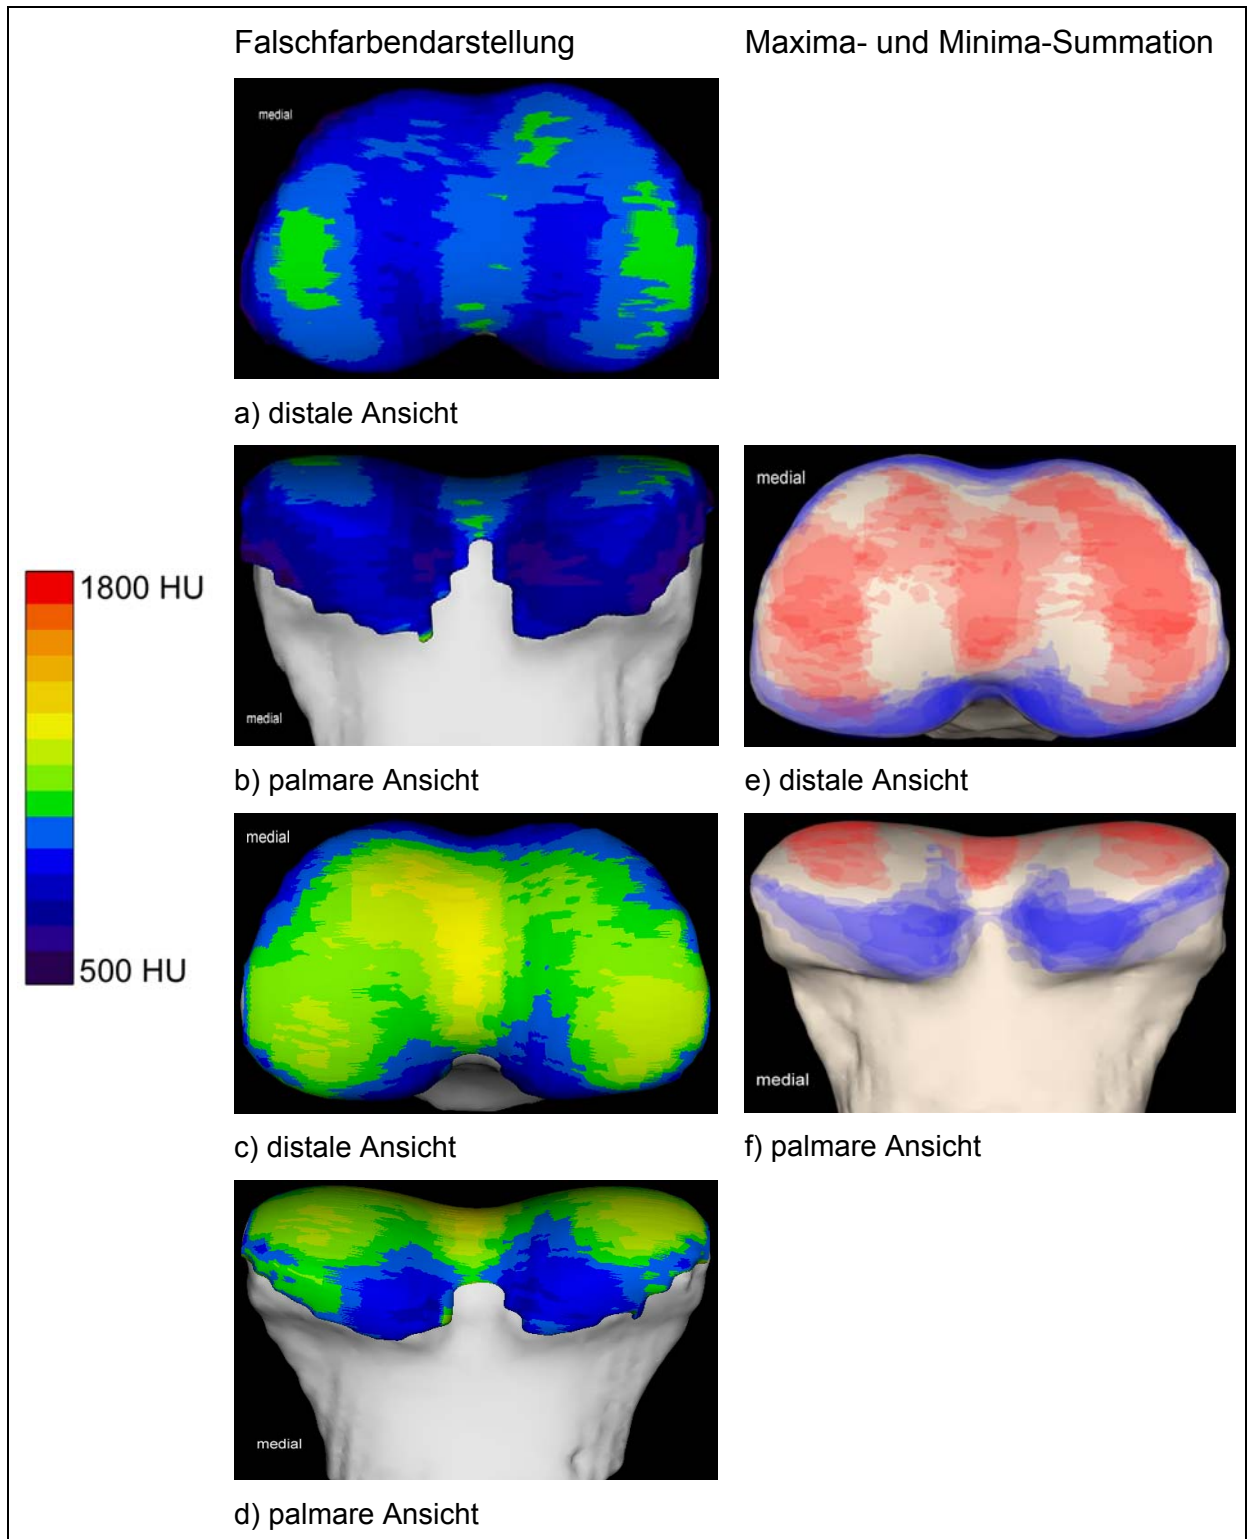 Falschfarbendarstellung
Maxima- und Minima-Summation
medial
a) distale Ansicht
1800 HU
500 HU
medial
b) palmare Ansicht
medial
e) distale Ansicht
medial
c) distale Ansicht
medial
f) palmare Ansicht
medial
d) palmare Ansicht